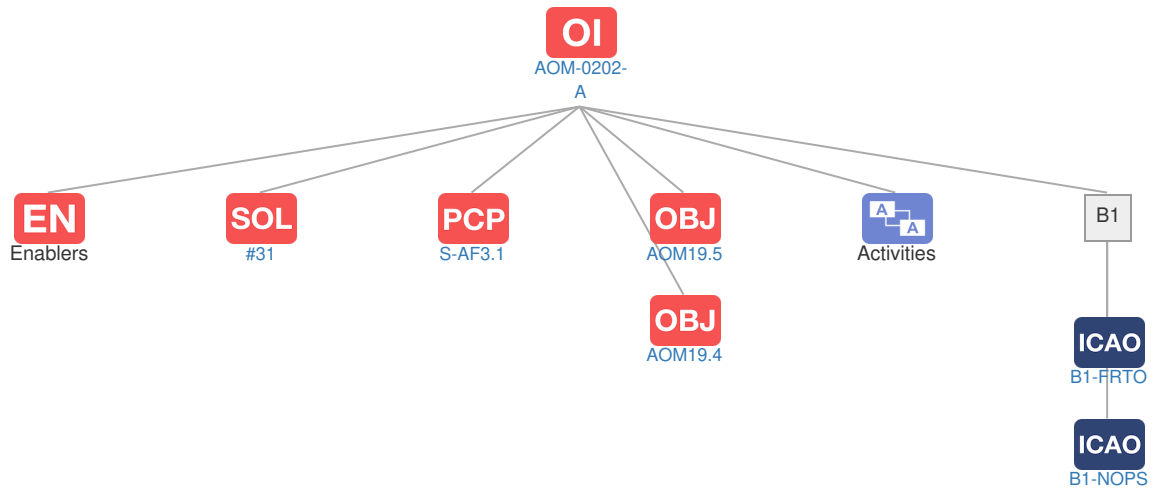 OI
AOM-0202-
A
EN
SOL
PCP
OBJ
A
A
B1
Enablers
#31
S-AF3.1
AOM19.5
Activities
OBJ
AOM19.4
ICAO
B1-FRTO
ICAO
B1-NOPS